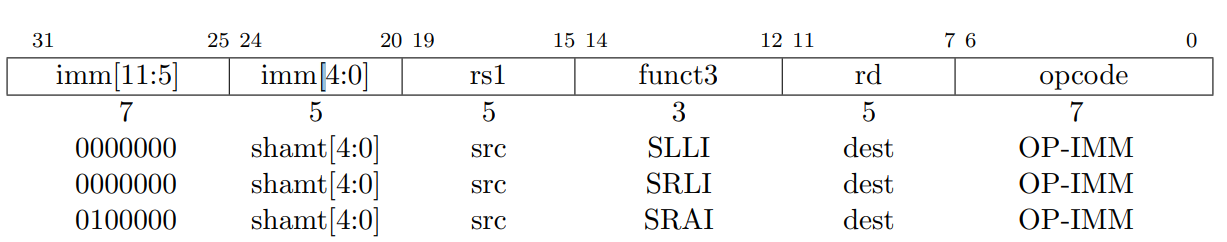 31 25 24 20 19 15 14 12 11 7 6 0
imm[11:5] imm[4:0] rs1 funct3 rd opcode
7 5 5 3 5 7
0000000 shamt[4:0] src SLLI dest OP-IMM
0000000 shamt[4:0] src SRLI dest OP-IMM
0100000 shamt[4:0] src SRAI dest OP-IMM